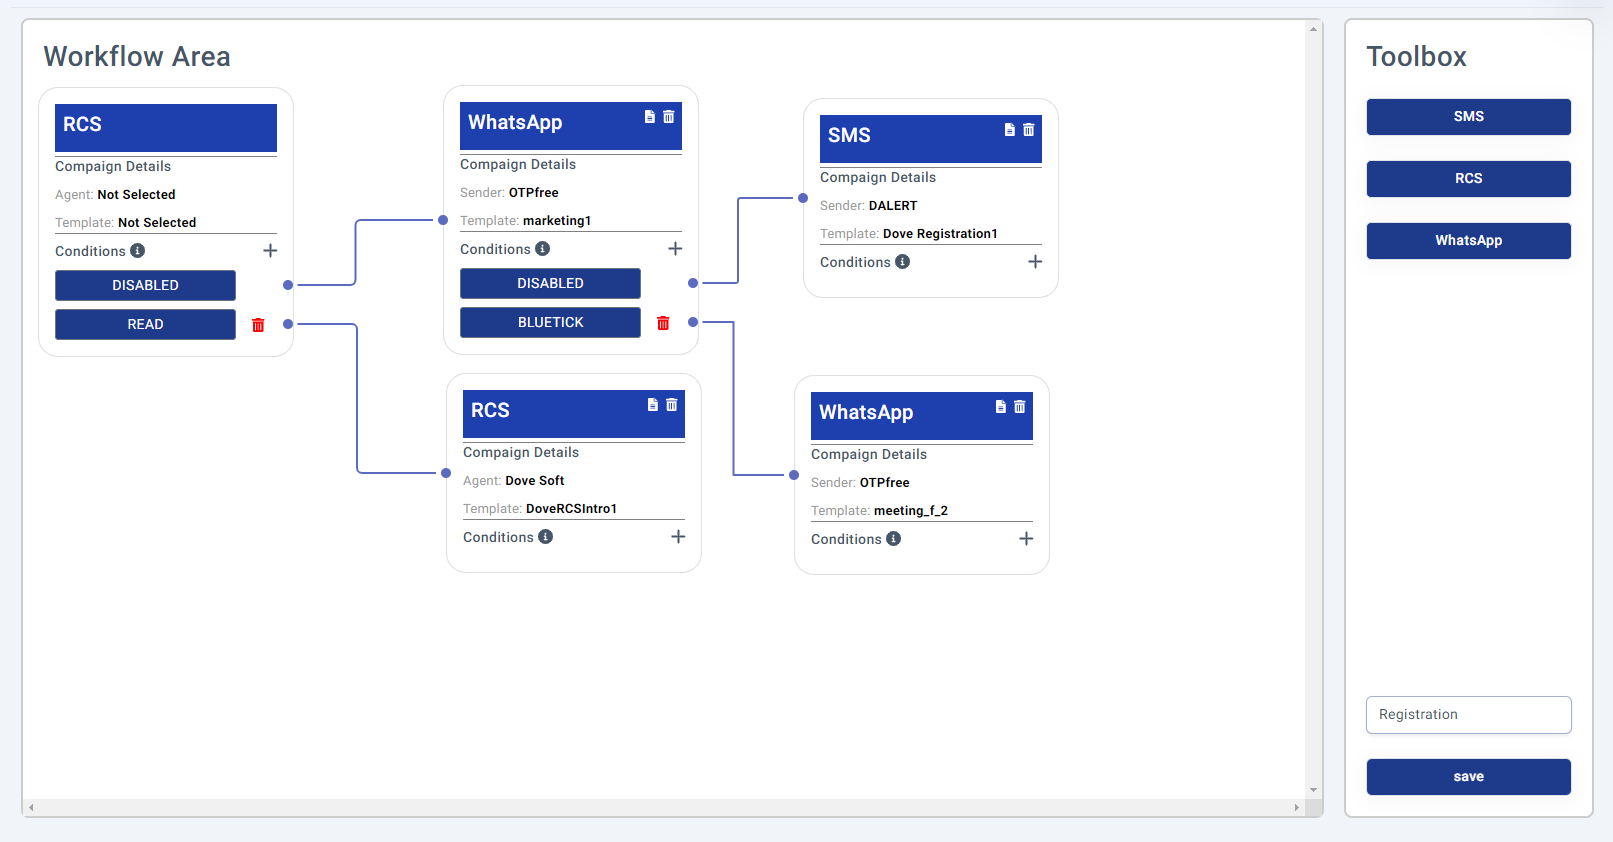 Workflow Area
RCS
Compaign Details
Agent: Not Selected
Template: Not Selected
Conditions
DISABLED
READ
WhatsApp
Compaign Details
Sender: OTPfree
Template: marketing1
Conditions
DISABLED
BLUETICK
SMS
Compaign Details
Sender: DALERT
Template: Dove Registration1
Conditions
RCS
Compaign Details
Agent: Dove Soft
Template: DoveRCSIntro1
Conditions
WhatsApp
Compaign Details
Sender: OTPfree
Template: meeting_f_2
Conditions
Toolbox
SMS
RCS
WhatsApp
Registration
save